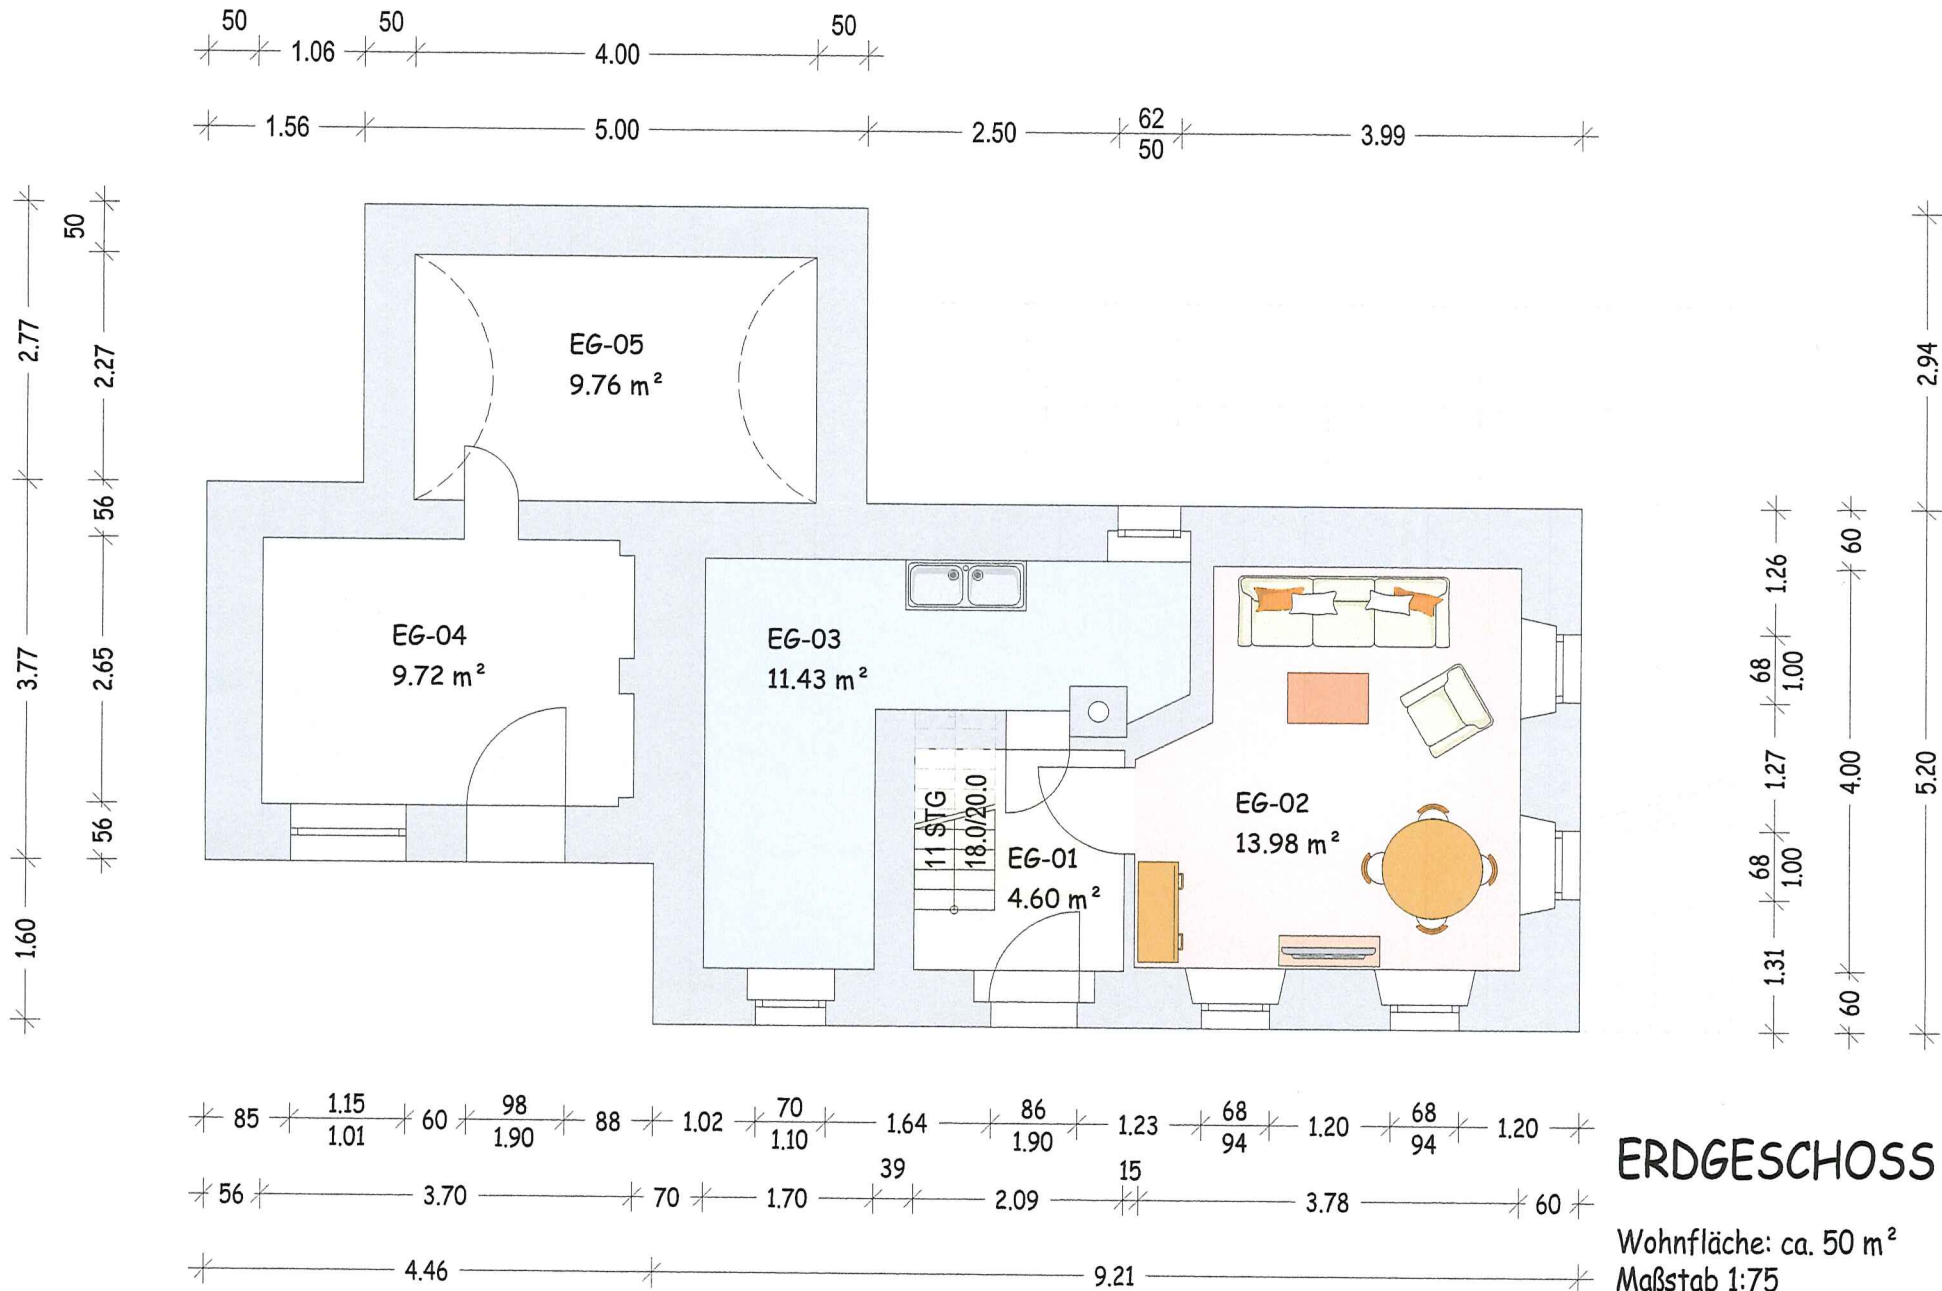 50 50 50
1.06 4.00
1.56 5.00 2.50 62 3.99
50
50
2.77
2.27
56
3.77
2.65
56
1.60
2.94
1.26
60
68
1.00
1.27
4.00
5.20
68
1.00
1.31
60
EG-05
9.76 m²
EG-04
9.72 m²
EG-03
11.43 m²
11 STG
18.0/20.0
EG-01
4.60 m²
EG-02
13.98 m²
85 1.15 60 98 88 1.02 70 1.64 86 1.23 68 1.20 68 1.20
1.01 1.90 1.10 1.90 94 94
39 15
56 3.70 70 1.70 2.09 3.78 60
4.46 9.21
ERDGESCHOSS
Wohnfläche: ca. 50 m²
Maßstab 1:75